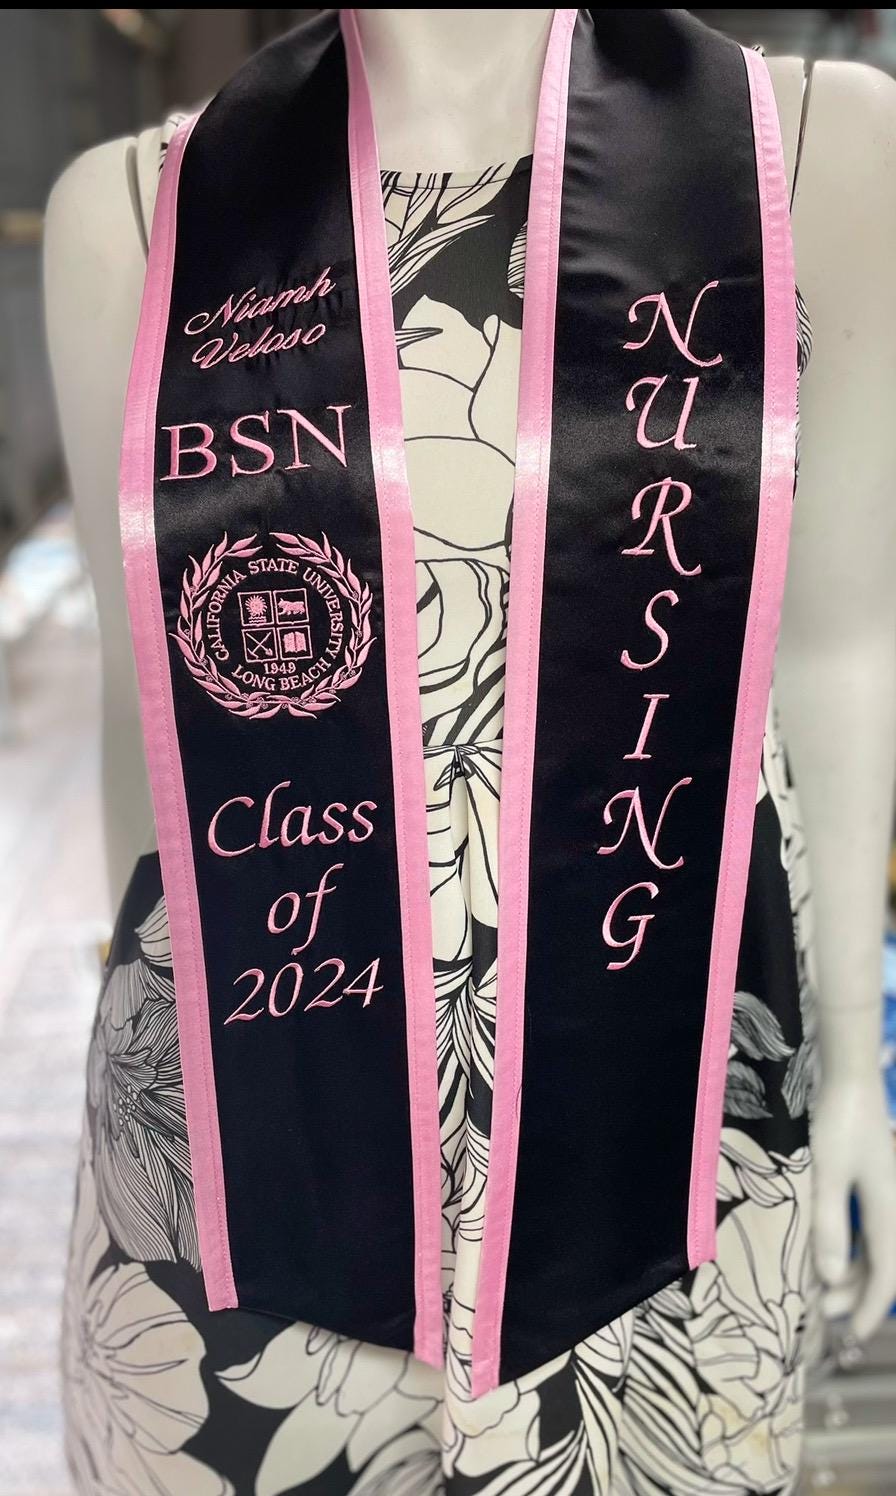 Niamh
Veloso
BSN
CALIFORNIA STATE UNIVERSITY
1949
LONG BEACH
Class
of
2024
N
U
R
S
I
N
G